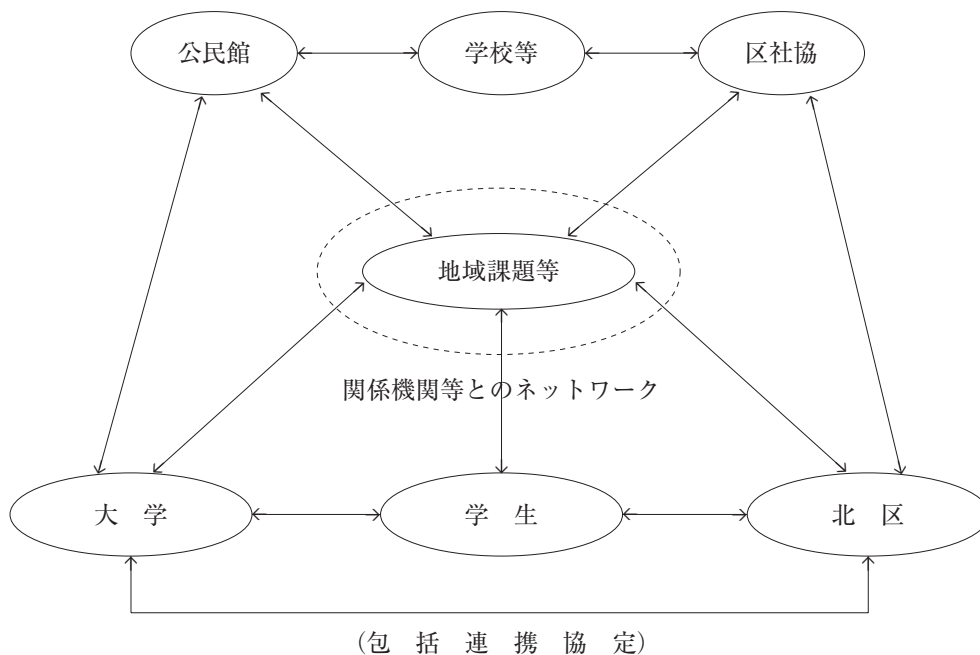 公民館
学校等
区社協
地域課題等
関係機関等とのネットワーク
大　学
学　生
北　区
(包　括　連　携　協　定)